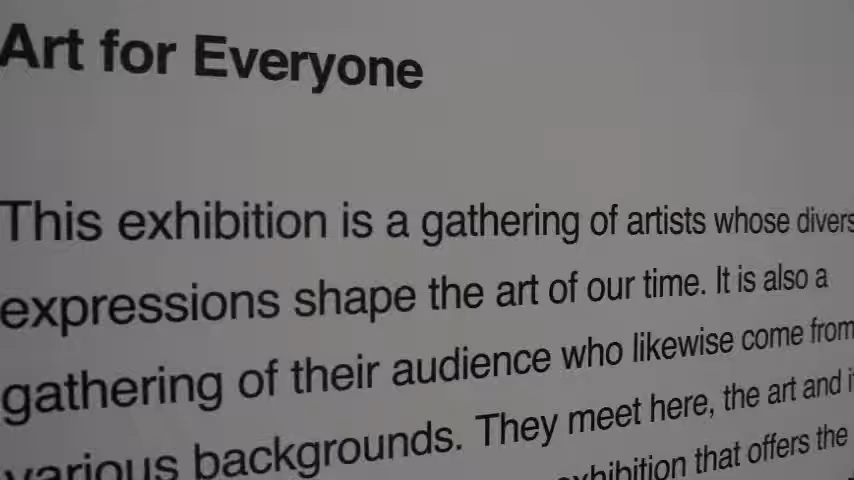 Art for Everyone
This exhibition is a gathering of artists whose
expressions shape the art of our time. It is also a
gathering of their audience who likewise come from
various backgrounds. They meet here, the art and
exhibition that offers the